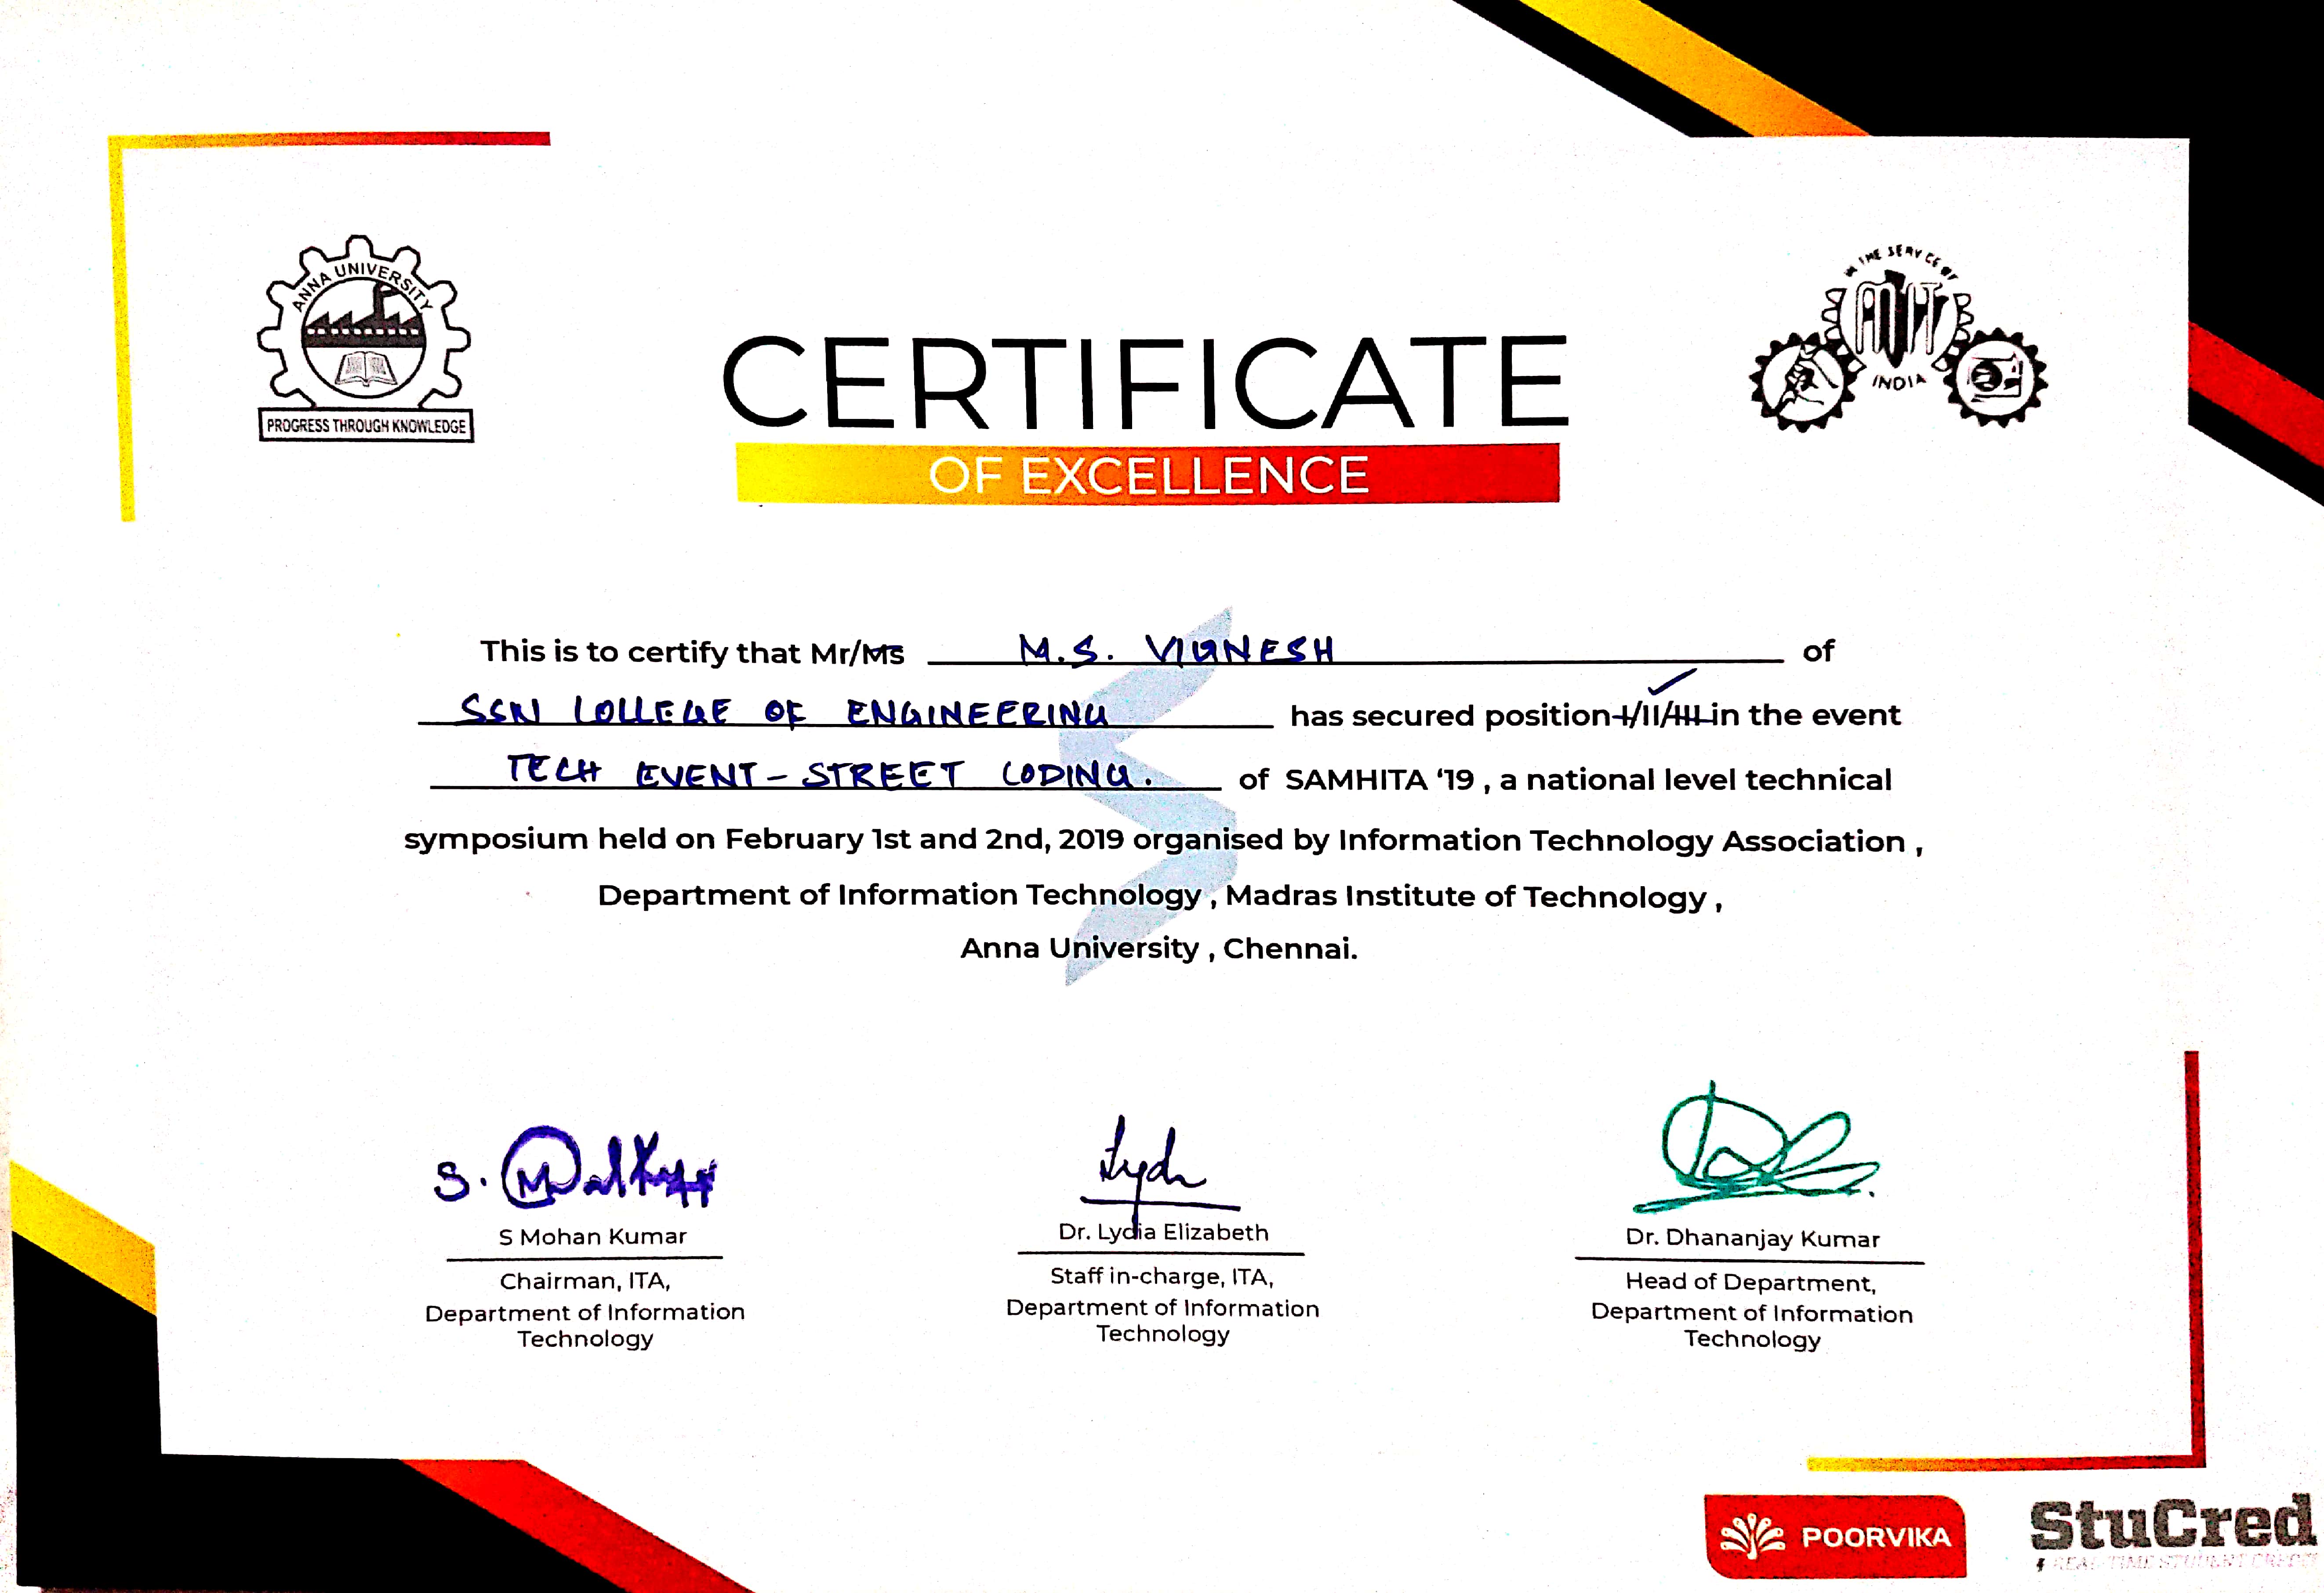 ANNA UNIVERSITY
PROGRESS THROUGH KNOWLEDGE
IN THE SERVICE OF
MIT
INDIA
CERTIFICATE
OF EXCELLENCE
This is to certify that Mr/Ms M.S. VIGNESH of
SSN COLLEGE OF ENGINEERING has secured position I/II/III in the event
TECH EVENT - STREET CODING. of SAMHITA ‘19 , a national level technical
symposium held on February 1st and 2nd, 2019 organised by Information Technology Association ,
Department of Information Technology , Madras Institute of Technology ,
Anna University , Chennai.
S Mohan Kumar
Chairman, ITA,
Department of Information
Technology
Dr. Lydia Elizabeth
Staff in-charge, ITA,
Department of Information
Technology
Dr. Dhananjay Kumar
Head of Department,
Department of Information
Technology
POORVIKA
StuCred
REAL TIME STUDENT CREDIT